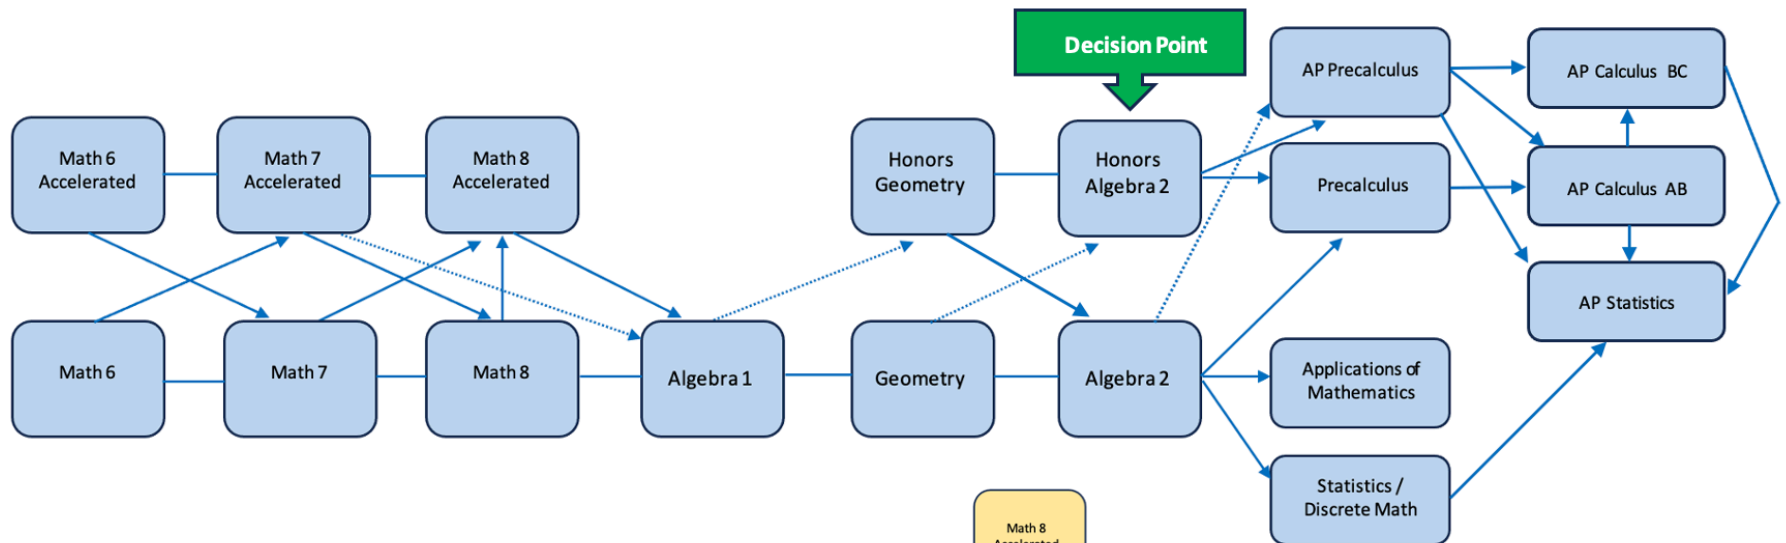 Decision Point
AP Precalculus
AP Calculus BC
Math 6
Accelerated
Math 7
Accelerated
Math 8
Accelerated
Honors
Geometry
Honors
Algebra 2
Precalculus
AP Calculus AB
AP Statistics
Math 6
Math 7
Math 8
Algebra 1
Geometry
Algebra 2
Applications of
Mathematics
Statistics /
Discrete Math
Math 8
Accelerated